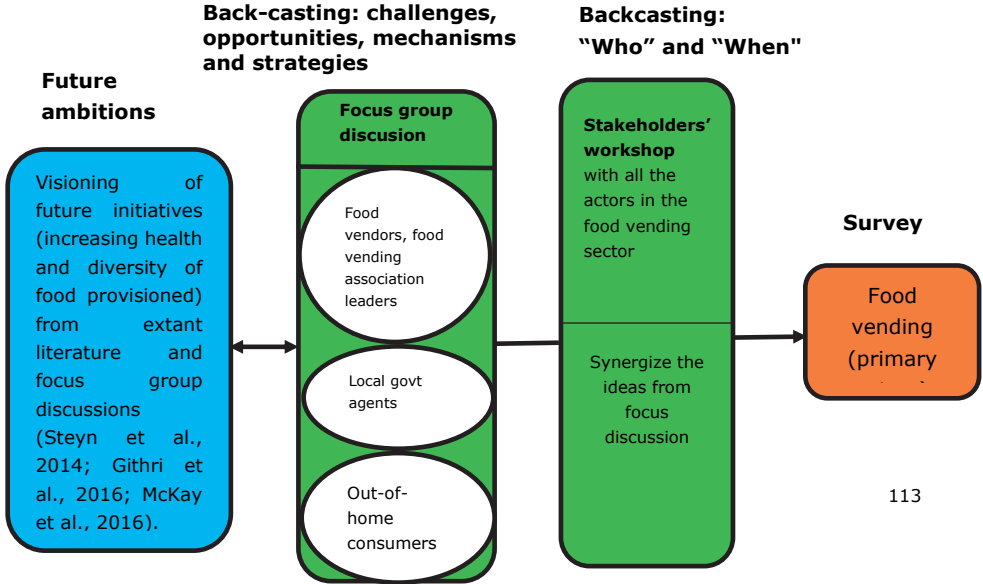 Future
ambitions
Visioning of
future initiatives
(increasing health
and diversity of
food provisioned)
from extant
literature and
focus group
discussions
(Steyn et al.,
2014; Githri et
al., 2016; McKay
et al., 2016).
Back-casting: challenges,
opportunities, mechanisms
and strategies
Focus group
discusion
Food
vendors, food
vending
association
leaders
Local govt
agents
Out-of-
home
consumers
Backcasting:
“Who” and “When"
Stakeholders’
workshop
with all the
actors in the
food vending
sector
Synergize the
ideas from
focus
discussion
Survey
Food
vending
(primary
113